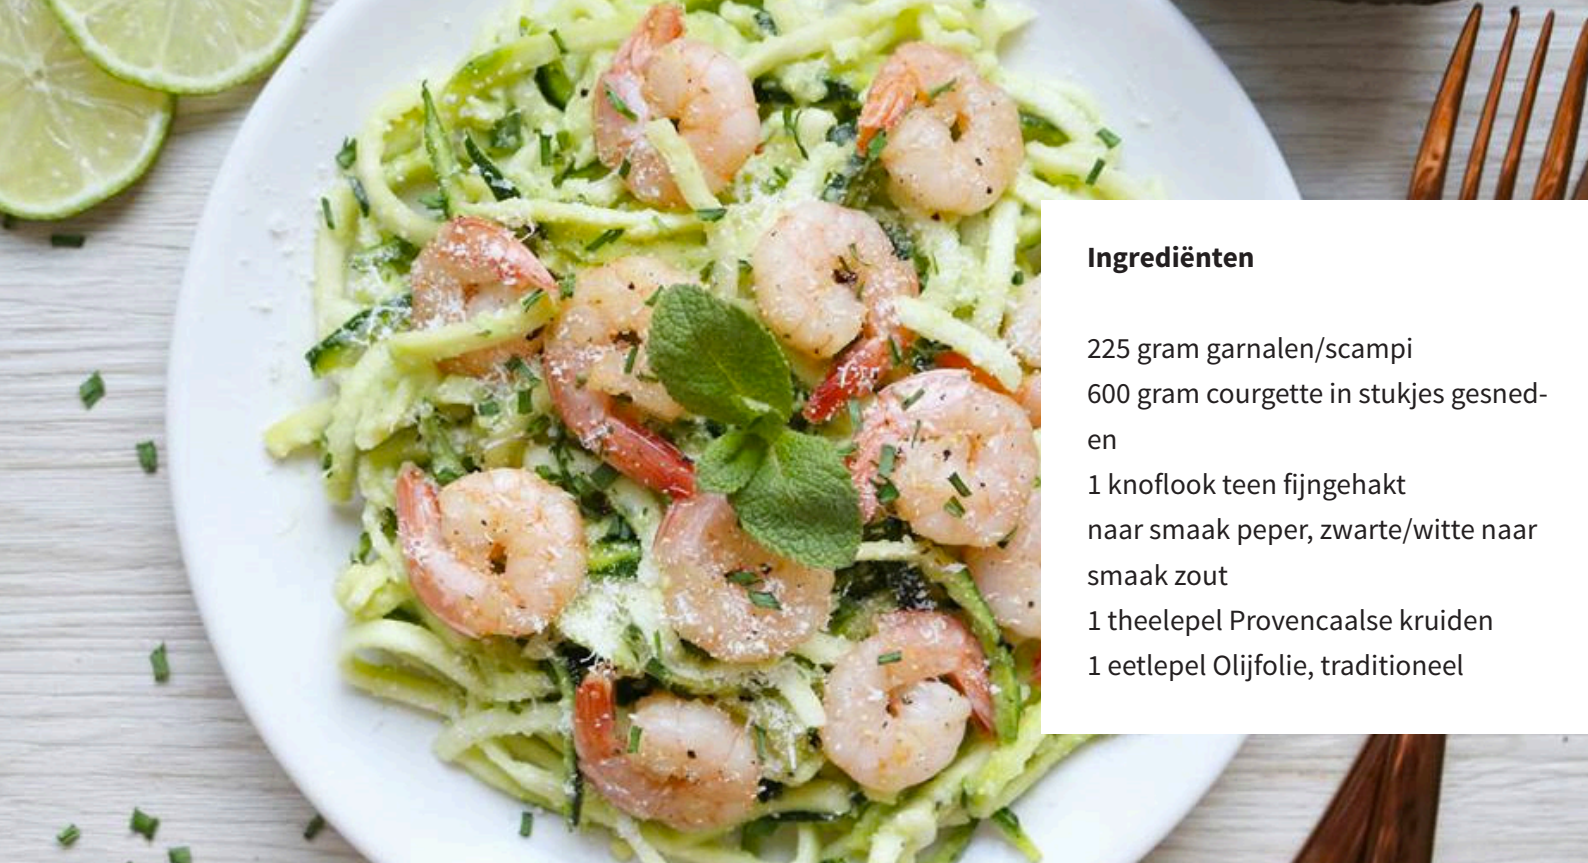 Ingrediënten
225 gram garnalen/scampi
600 gram courgette in stukjes gesned-
en
1 knoflook teen fijngehakt
naar smaak peper, zwarte/witte naar
smaak zout
1 theelepel Provencaalse kruiden
1 eetlepel Olijfolie, traditioneel